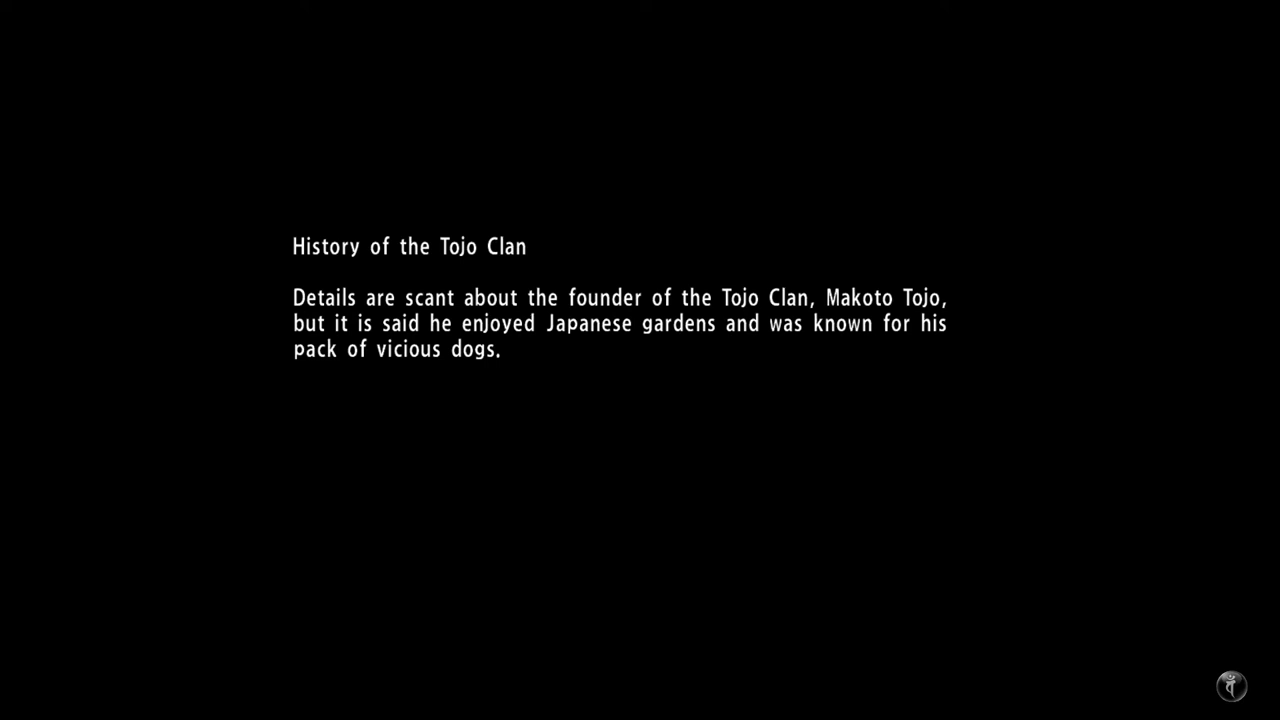 History of the Tojo Clan
Details are scant about the founder of the Tojo Clan, Makoto Tojo,
but it is said he enjoyed Japanese gardens and was known for his
pack of vicious dogs.